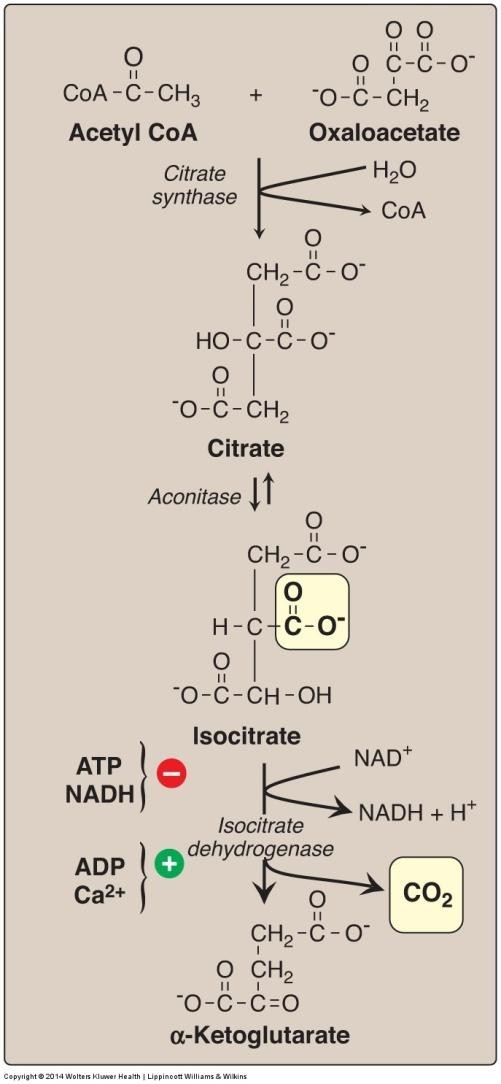 O
CoA-C-CH3
Acetyl CoA
+
O O
O C-C-O-
-O-C-CH2
Oxaloacetate
Citrate
synthase
H2O
CoA
O
CH2-C-O-
O
HO-C-C-O-
O
-O-C-CH2
Citrate
Aconitase
O
CH2-C-O-
O
H-C-C-O-
O
-O-C-CH-OH
Isocitrate
ATP
NADH
−
NAD+
NADH + H+
Isocitrate
dehydrogenase
ADP
Ca2+
+
CO2
O
CH2-C-O-
O CH2
-O-C-C=O
α-Ketoglutarate
Copyright © 2014 Wolters Kluwer Health | Lippincott Williams & Wilkins